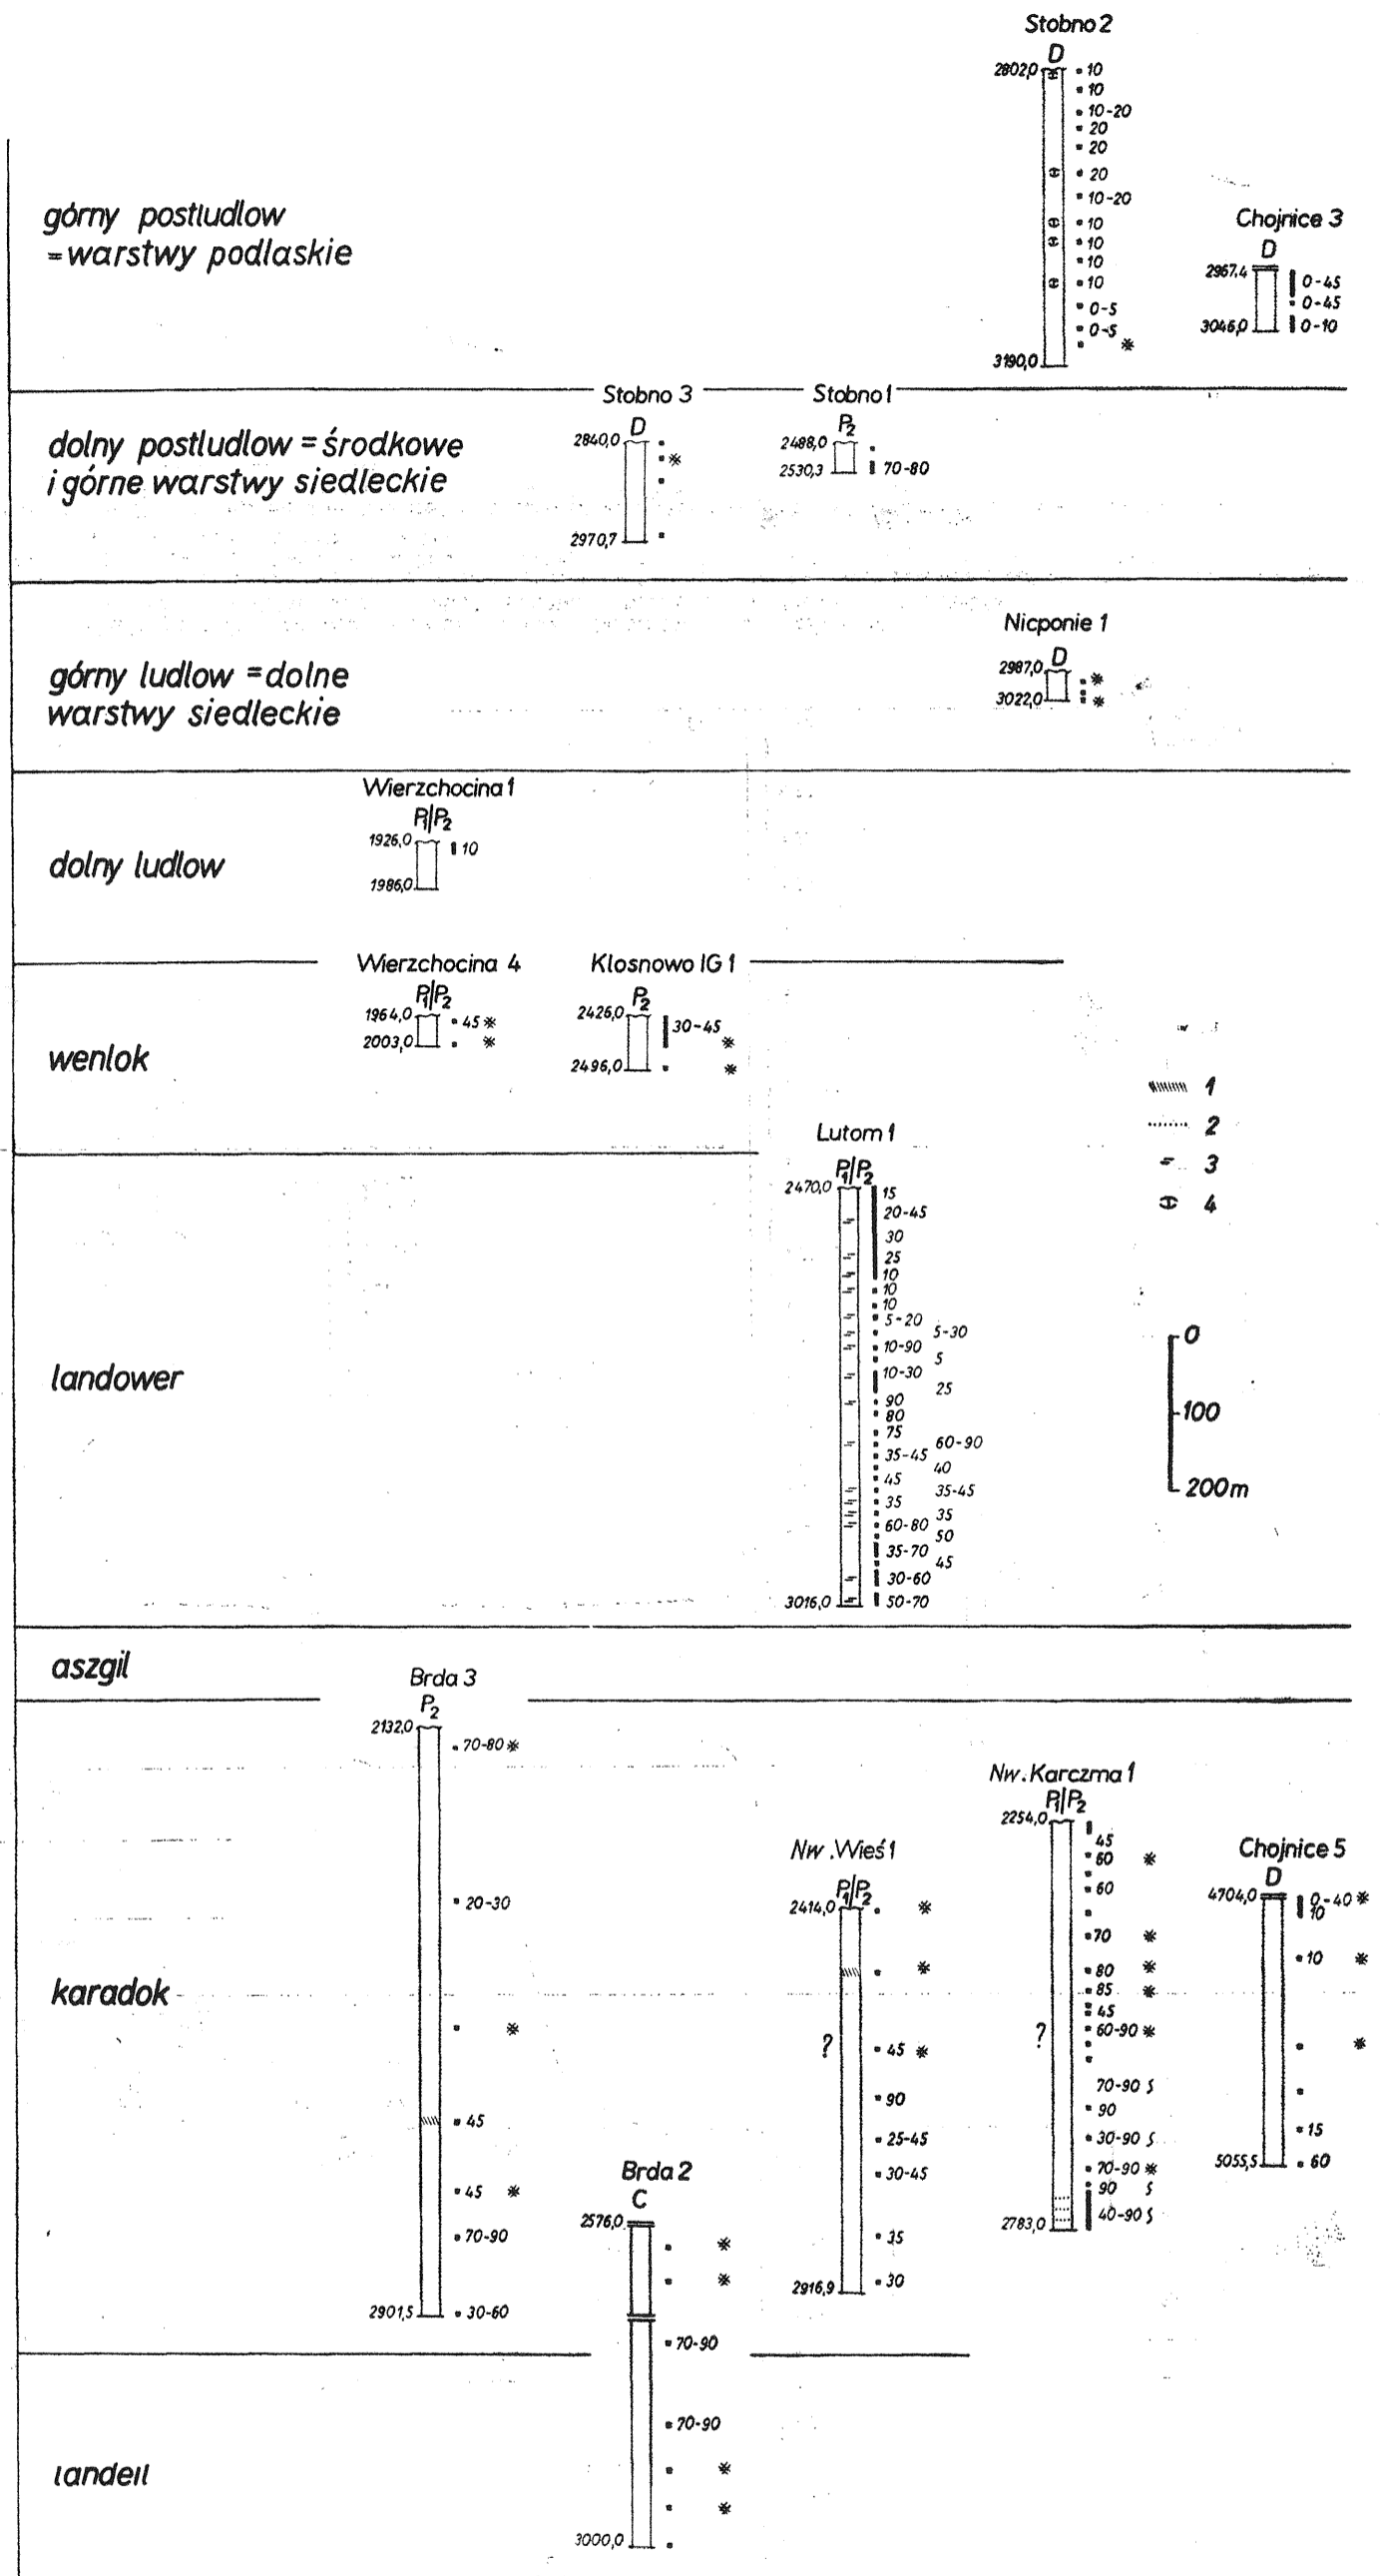 górny postludlow
=warstwy podlaskie
Stobno 2
D
2802,0
10
10
10-20
20
20
20
10-20
10
10
10
10
0-5
0-5
*
3190,0
Chojnice 3
D
2967,4
0-45
0-45
3046,0
0-10
dolny postludlow = środkowe
i górne warstwy siedleckie
Stobno 3
D
2840,0
*
2970,7
Stobno 1
P2
2488,0
2530,3
70-80
górny ludlow = dolne
warstwy siedleckie
Nicponie 1
D
2987,0
*
3022,0
*
dolny ludlow
Wierzchocina 1
P1/P2
1926,0
10
1986,0
wenlok
Wierzchocina 4
P1/P2
1964,0
45 *
2003,0
*
Klosnowo IG 1
P2
2426,0
30-45
*
2496,0
*
1
2
3
4
0
100
200m
landower
Lutom 1
P1/P2
2470,0
15
20-45
30
25
10
10
10
5-20
5-30
10-90
5
10-30
25
90
80
75
60-90
35-45
40
45
35-45
35
35
60-80
50
35-70
45
30-60
3016,0
50-70
aszgil
karadok
Brda 3
P2
2132,0
70-80 *
20-30
*
45
45 *
70-90
2901,5
30-60
Brda 2
C
2576,0
*
*
70-90
70-90
*
*
3000,0
Nw. Wieś 1
P1/P2
2414,0
*
*
?
45 *
90
25-45
30-45
35
2916,9
30
Nw. Karczma 1
P1/P2
2254,0
45
60 *
60
70 *
80 *
85 *
45
?
60-90 *
70-90 S
90
30-90 S
70-90 *
90 S
40-90 S
2783,0
Chojnice 5
D
4704,0
0-40 *
10
10 *
*
15
5055,5
60
landeil